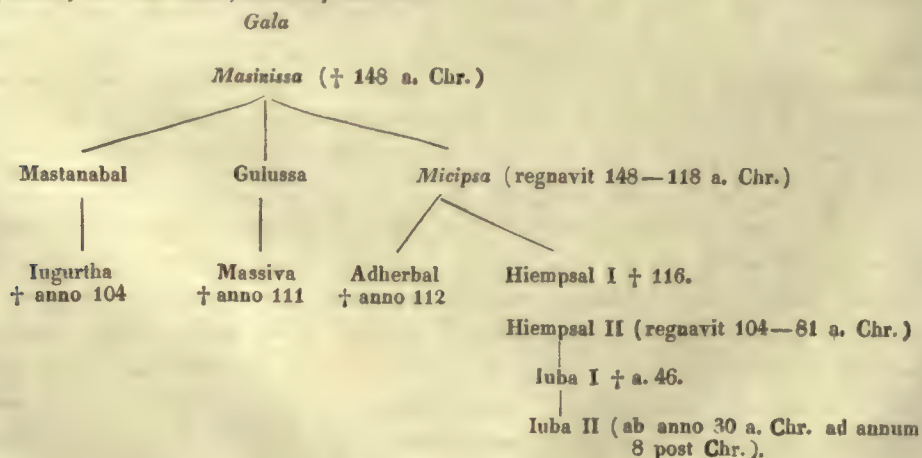 Gala
Masinissa († 148 a. Chr.)
Mastanabal Gulussa Micipsa (regnavit 148—118 a. Chr.)
Iugurtha Massiva Adherbal Hiempsal I † 116.
† anno 104 † anno 111 † anno 112
Hiempsal II (regnavit 104—81 a. Chr.)
Iuba I † a. 46.
Iuba II (ab anno 30 a. Chr. ad annum
8 post Chr.).